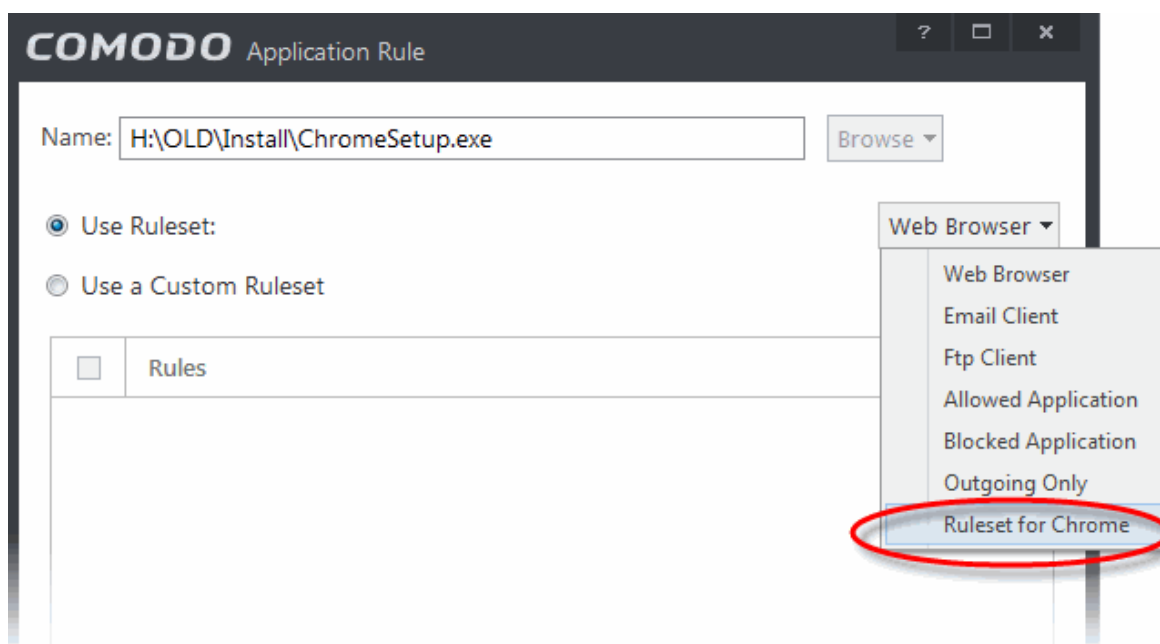 COMODO Application Rule
?
Name: H:\OLD\Install\ChromeSetup.exe Browse
Use Ruleset: Web Browser
Web Browser
Use a Custom Ruleset
Email Client
Ftp Client
Rules
Allowed Application
Blocked Application
Outgoing Only
Ruleset for Chrome